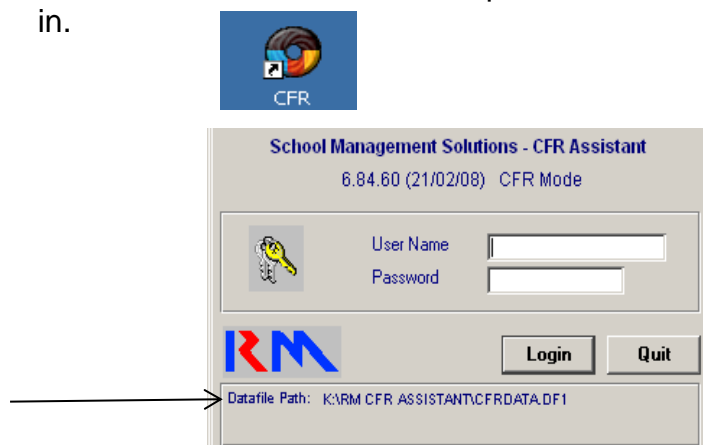 in.
CFR
School Management Solutions - CFR Assistant
6.84.60 (21/02/08) CFR Mode
User Name
Password
RM
Login Quit
Datafile Path: K:\RM CFR ASSISTANT\CFRDATA.DF1